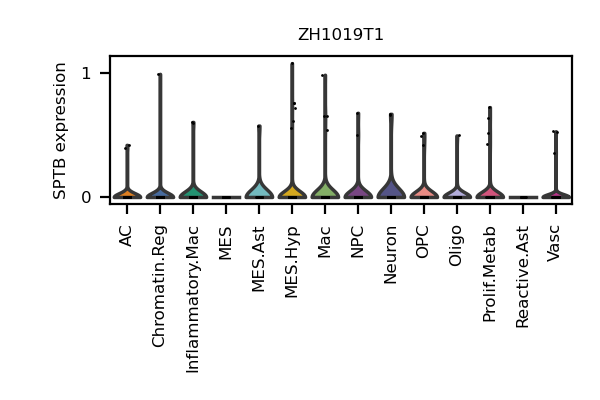 ZH1019T1
SPTB expression
1
0
AC
Chromatin.Reg
Inflammatory.Mac
MES
MES.Ast
MES.Hyp
Mac
NPC
Neuron
OPC
Oligo
Prolif.Metab
Reactive.Ast
Vasc